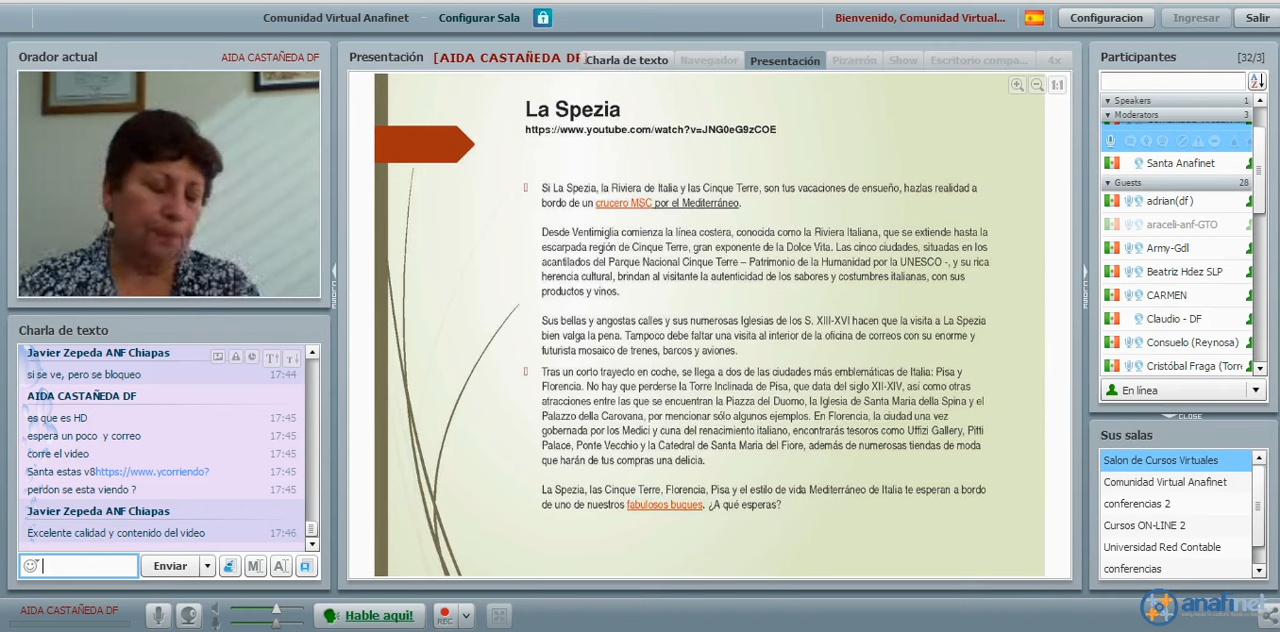 Comunidad Virtual Anafinet
Configurar Sala
Bienvenido, Comunidad Virtual...
Configuracion
Ingresar
Salir
Orador actual
AIDA CASTAÑEDA DF
Charla de texto
Javier Zepeda ANF Chiapas
si se ve, pero se bloqueo 17:44
AIDA CASTAÑEDA DF
es que es HD 17:45
espera un poco y correo 17:45
corre el video 17:45
Santa estas v8https://www.ycorriendo? 17:45
perdon se esta viendo ? 17:45
Javier Zepeda ANF Chiapas
Excelente calidad y contenido del video 17:46
Enviar
Presentación [AIDA CASTAÑEDA DF]
Charla de texto
Navegador
Presentación
Pizarrón
Show
Escritorio compa...
4x
1:1
La Spezia
https://www.youtube.com/watch?v=JNG0eG9zCOE
Si La Spezia, la Riviera de Italia y las Cinque Terre, son tus vacaciones de ensueño, hazlas realidad a
bordo de un crucero MSC por el Mediterráneo.
Desde Ventimiglia comienza la línea costera, conocida como la Riviera Italiana, que se extiende hasta la
escarpada región de Cinque Terre, gran exponente de la Dolce Vita. Las cinco ciudades, situadas en los
acantilados del Parque Nacional Cinque Terre – Patrimonio de la Humanidad por la UNESCO -, y su rica
herencia cultural, brindan al visitante la autenticidad de los sabores y costumbres italianas, con sus
productos y vinos.
Sus bellas y angostas calles y sus numerosas Iglesias de los S. XIII-XVI hacen que la visita a La Spezia
bien valga la pena. Tampoco debe faltar una visita al interior de la oficina de correos con su enorme y
futurista mosaico de trenes, barcos y aviones.
Tras un corto trayecto en coche, se llega a dos de las ciudades más emblemáticas de Italia: Pisa y
Florencia. No hay que perderse la Torre Inclinada de Pisa, que data del siglo XII-XIV, así como otras
atracciones entre las que se encuentran la Piazza del Duomo, la Iglesia de Santa Maria della Spina y el
Palazzo della Carovana, por mencionar sólo algunos ejemplos. En Florencia, la ciudad una vez
gobernada por los Medici y cuna del renacimiento italiano, encontrarás tesoros como Uffizi Gallery, Pitti
Palace, Ponte Vecchio y la Catedral de Santa Maria del Fiore, además de numerosas tiendas de moda
que harán de tus compras una delicia.
La Spezia, las Cinque Terre, Florencia, Pisa y el estilo de vida Mediterráneo de Italia te esperan a bordo
de uno de nuestros fabulosos buques. ¿A qué esperas?
Participantes [32/3]
Speakers 1
Moderators 3
Santa Anafinet
Guests 28
adrian(df)
araceli-anf-GTO
Army-Gdl
Beatriz Hdez SLP
CARMEN
Claudio - DF
Consuelo (Reynosa)
Cristóbal Fraga (Torre
En línea
CLOSE
Sus salas
Salon de Cursos Virtuales
Comunidad Virtual Anafinet
conferencias 2
Cursos ON-LINE 2
Universidad Red Contable
conferencias
AIDA CASTAÑEDA DF
Hable aqui!
REC
anafinet